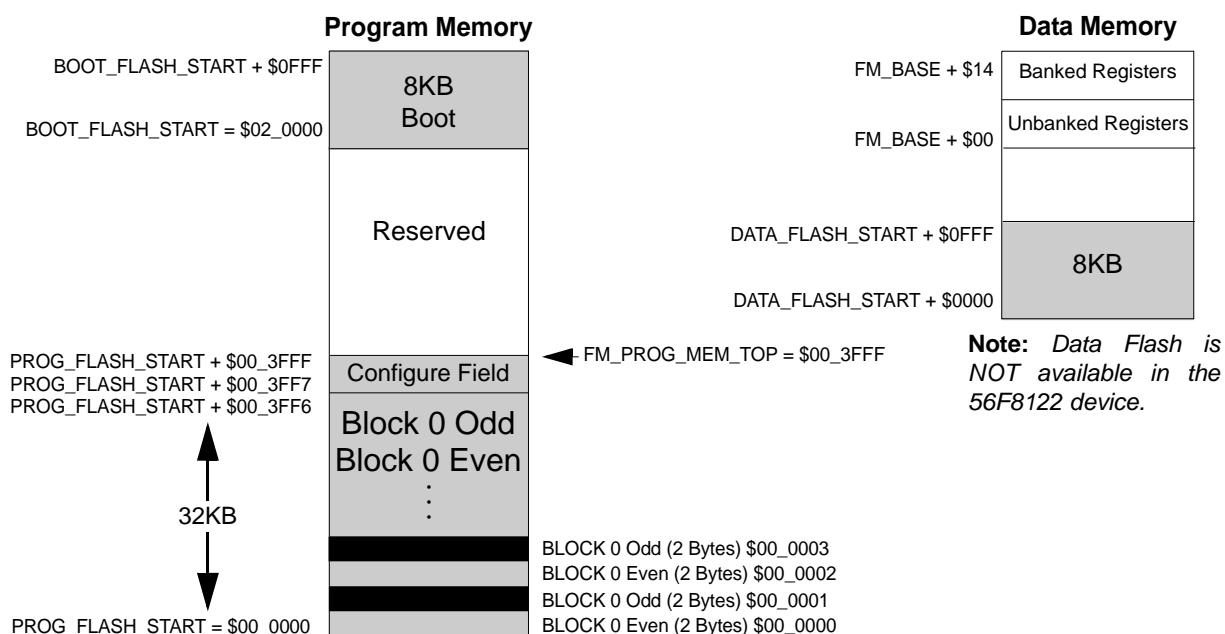 Program Memory
BOOT_FLASH_START + $0FFF
8KB
Boot
BOOT_FLASH_START = $02_0000
Reserved
PROG_FLASH_START + $00_3FFF
PROG_FLASH_START + $00_3FF7
PROG_FLASH_START + $00_3FF6
FM_PROG_MEM_TOP = $00_3FFF
Configure Field
Block 0 Odd
Block 0 Even
32KB
BLOCK 0 Odd (2 Bytes) $00_0003
BLOCK 0 Even (2 Bytes) $00_0002
BLOCK 0 Odd (2 Bytes) $00_0001
BLOCK 0 Even (2 Bytes) $00_0000
PROG_FLASH_START = $00_0000
Data Memory
FM_BASE + $14
Banked Registers
Unbanked Registers
FM_BASE + $00
DATA_FLASH_START + $0FFF
8KB
DATA_FLASH_START + $0000
Note: Data Flash is
NOT available in the
56F8122 device.